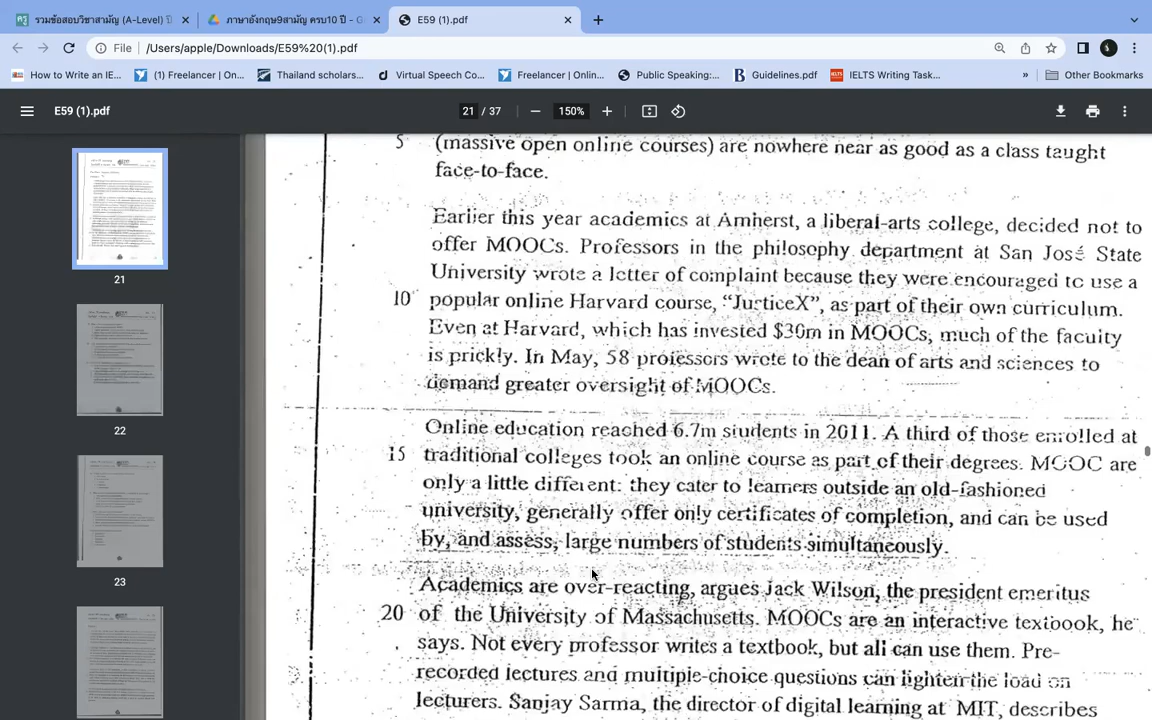 รวมข้อสอบวิชาสามัญ (A-Level) ปี
ภาษาอังกฤษ9สามัญ ครบ10 ปี - G
E59 (1).pdf
File /Users/apple/Downloads/E59%20(1).pdf
How to Write an IE...
(1) Freelancer | On...
Thailand scholars...
Virtual Speech Co...
Freelancer | Onlin...
Public Speaking:...
Guidelines.pdf
IELTS Writing Task...
» Other Bookmarks
E59 (1).pdf
21 / 37
150%
21
22
23
5 (massive open online courses) are nowhere near as good as a class taught
face-to-face.
Earlier this year academics at Amherst, a liberal-arts college, decided not to
offer MOOCs. Professors in the philosophy department at San José State
University wrote a letter of complaint because they were encouraged to use a
10 popular online Harvard course, “JusticeX”, as part of their own curriculum.
Even at Harvard, which has invested $30m in MOOCs, much of the faculty
is prickly. In May, 58 professors wrote to the dean of arts and sciences to
demand greater oversight of MOOCs.
Online education reached 6.7m students in 2011. A third of those enrolled at
15 traditional colleges took an online course as part of their degrees. MOOC are
only a little different: they cater to learners outside an old-fashioned
university, generally offer only certificates of completion, and can be used
by, and assess, large numbers of students simultaneously.
Academics are over-reacting, argues Jack Wilson, the president emeritus
20 of the University of Massachusetts. MOOCs are an interactive textbook, he
says. Not every professor writes a textbook, but all can use them. Pre-
recorded lectures and multiple-choice questions can lighten the load on
lecturers. Sanjay Sarma, the director of digital learning at MIT, describes